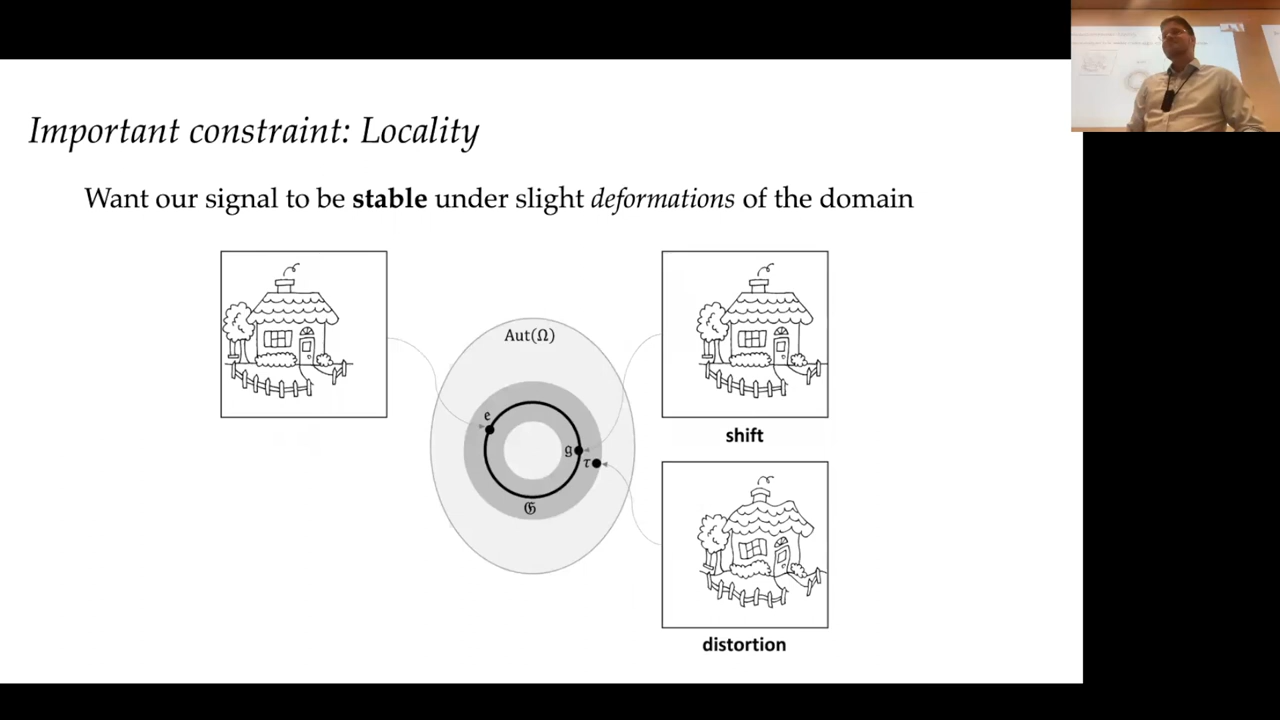 Important constraint: Locality
Want our signal to be stable under slight deformations of the domain
Aut(Ω)
e
g
τ
𝔊
shift
distortion